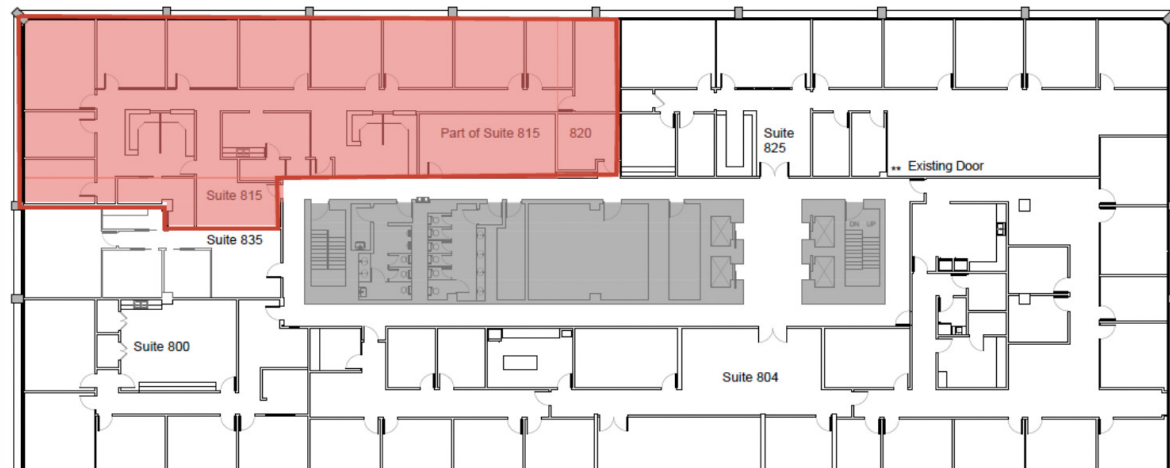 Part of Suite 815
820
Suite
825
** Existing Door
Suite 815
DN UP
Suite 835
Suite 800
Suite 804